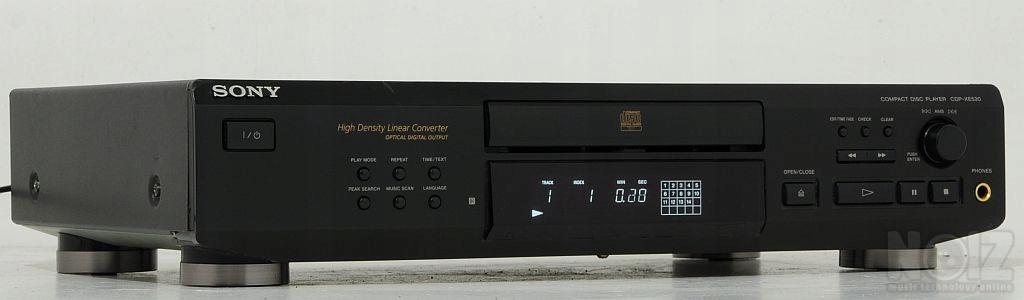 SONY
COMPACT DISC PLAYER CDP-XE520
I / ⏻
High Density Linear Converter
OPTICAL DIGITAL OUTPUT
PLAY MODE REPEAT TIME/TEXT
PEAK SEARCH MUSIC SCAN LANGUAGE
TRACK INDEX MIN SEC
1 1 0.28
1 2 3 4 5
6 7 8 9 10
11 12 13 14
EDIT/TIME FADE CHECK CLEAR
AMS
PUSH
ENTER
OPEN/CLOSE
PHONES
NOIZ
music technology online